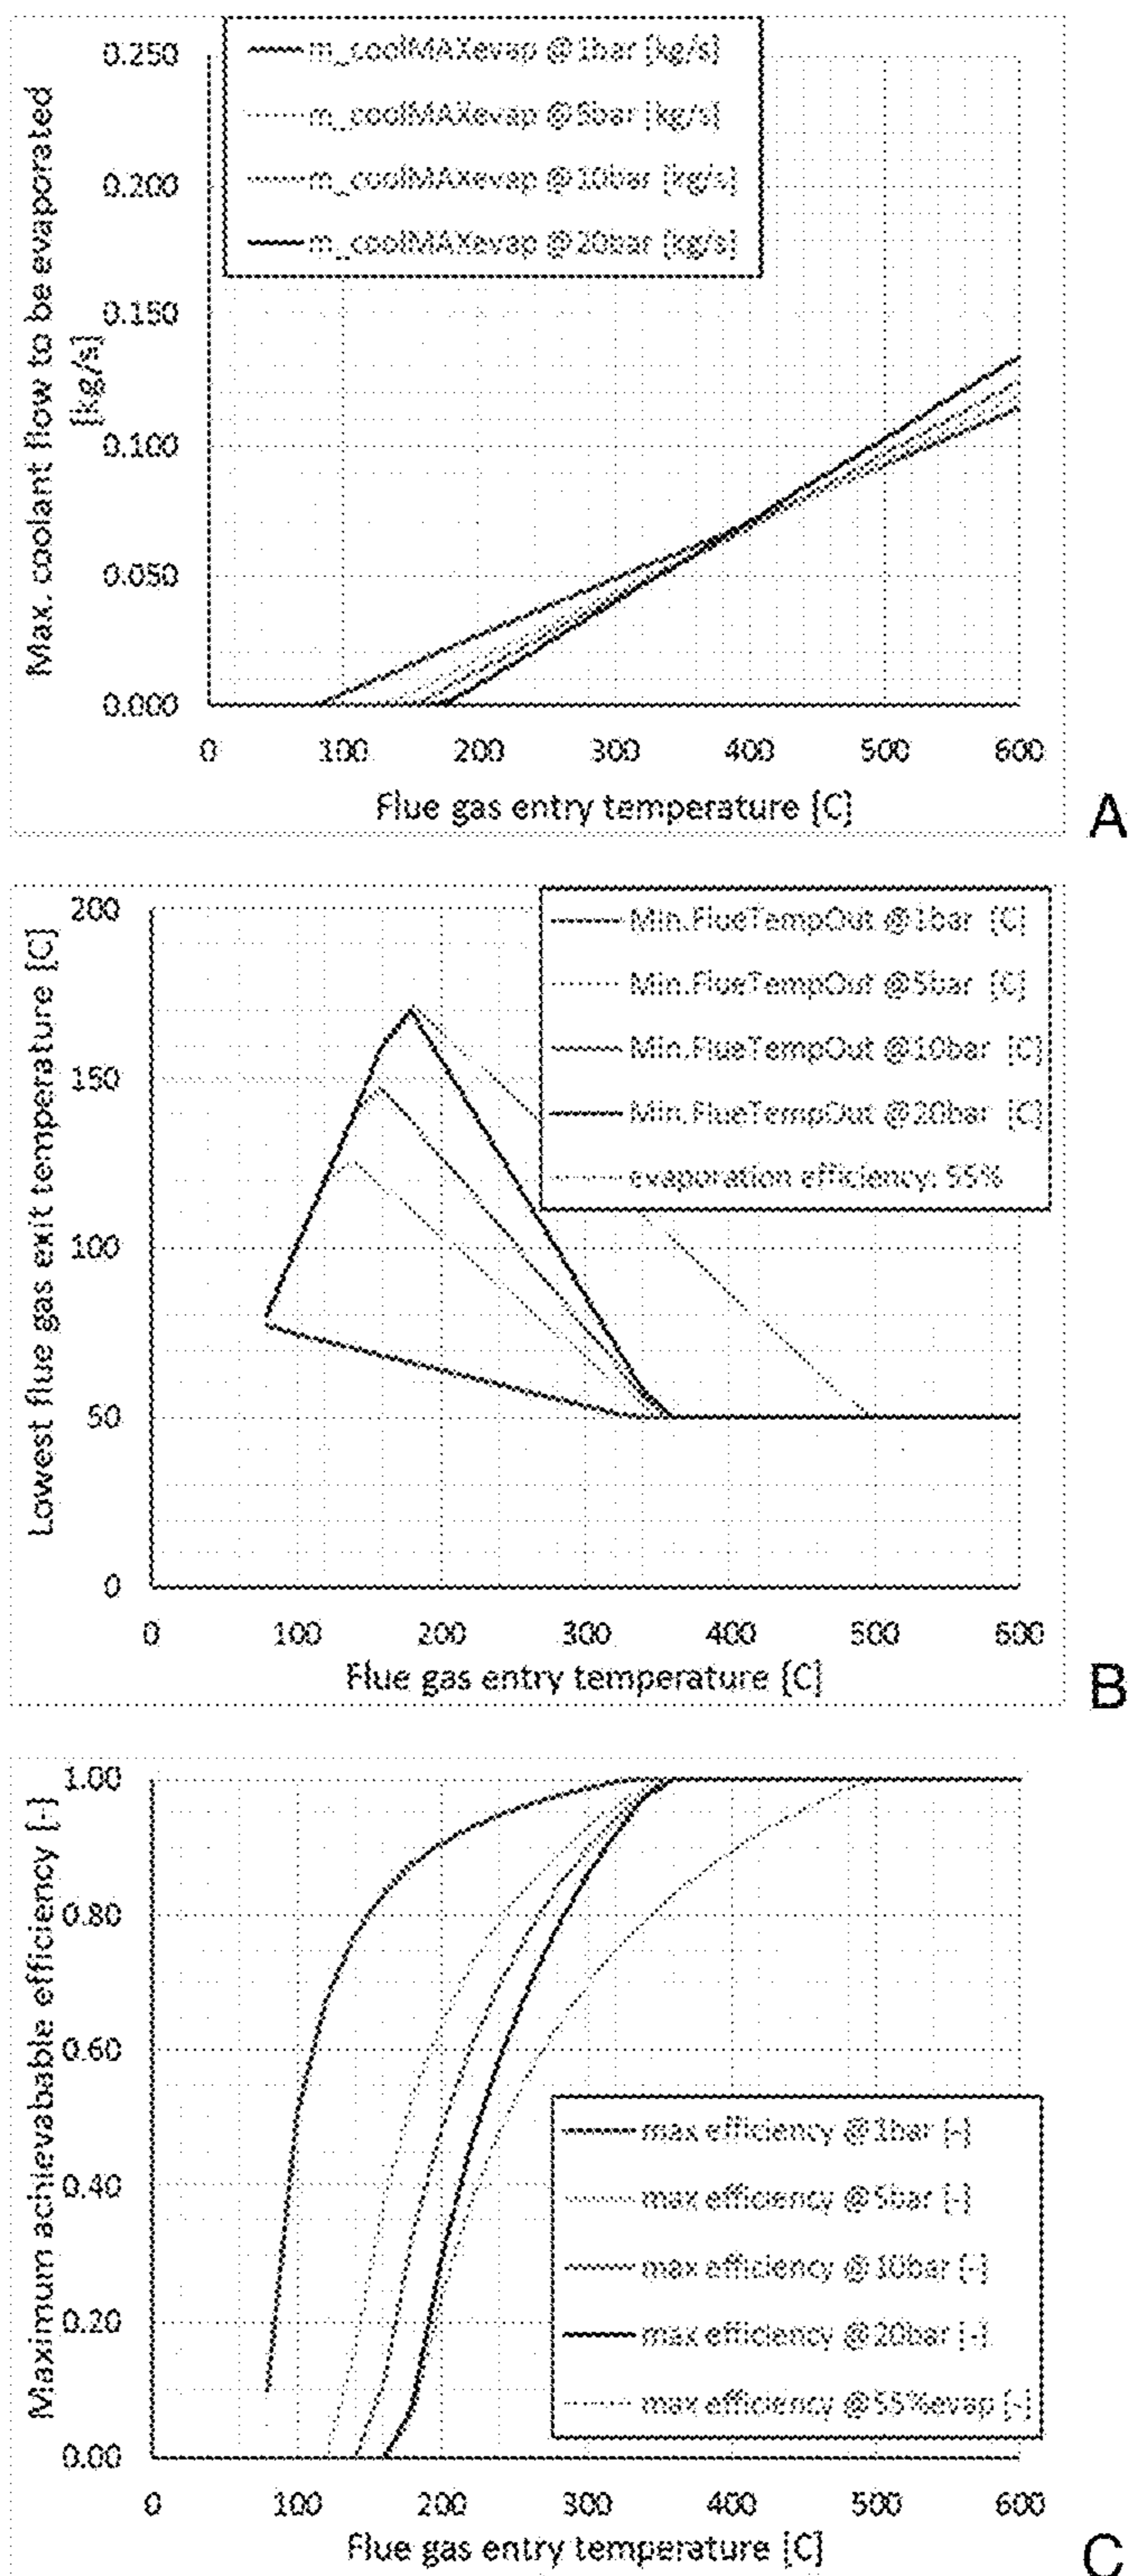 m_coolMAXevap @1bar [kg/s]
m_coolMAXevap @5bar [kg/s]
m_coolMAXevap @10bar [kg/s]
m_coolMAXevap @20bar [kg/s]
Max. coolant flow to be evaporated
[kg/s]
0.250
0.200
0.150
0.100
0.050
0.000
0 100 200 300 400 500 600
Flue gas entry temperature [C]
A
Min.FlueTempOut @1bar [C]
Min.FlueTempOut @5bar [C]
Min.FlueTempOut @10bar [C]
Min.FlueTempOut @20bar [C]
evaporation efficiency: 55%
Lowest flue gas exit temperature [C]
200
150
100
50
0
0 100 200 300 400 500 600
Flue gas entry temperature [C]
B
Maximum achievabable efficiency [-]
1.00
0.80
0.60
0.40
0.20
0.00
max efficiency @1bar [-]
max efficiency @5bar [-]
max efficiency @10bar [-]
max efficiency @20bar [-]
max efficiency @55%evap [-]
0 100 200 300 400 500 600
Flue gas entry temperature [C]
C